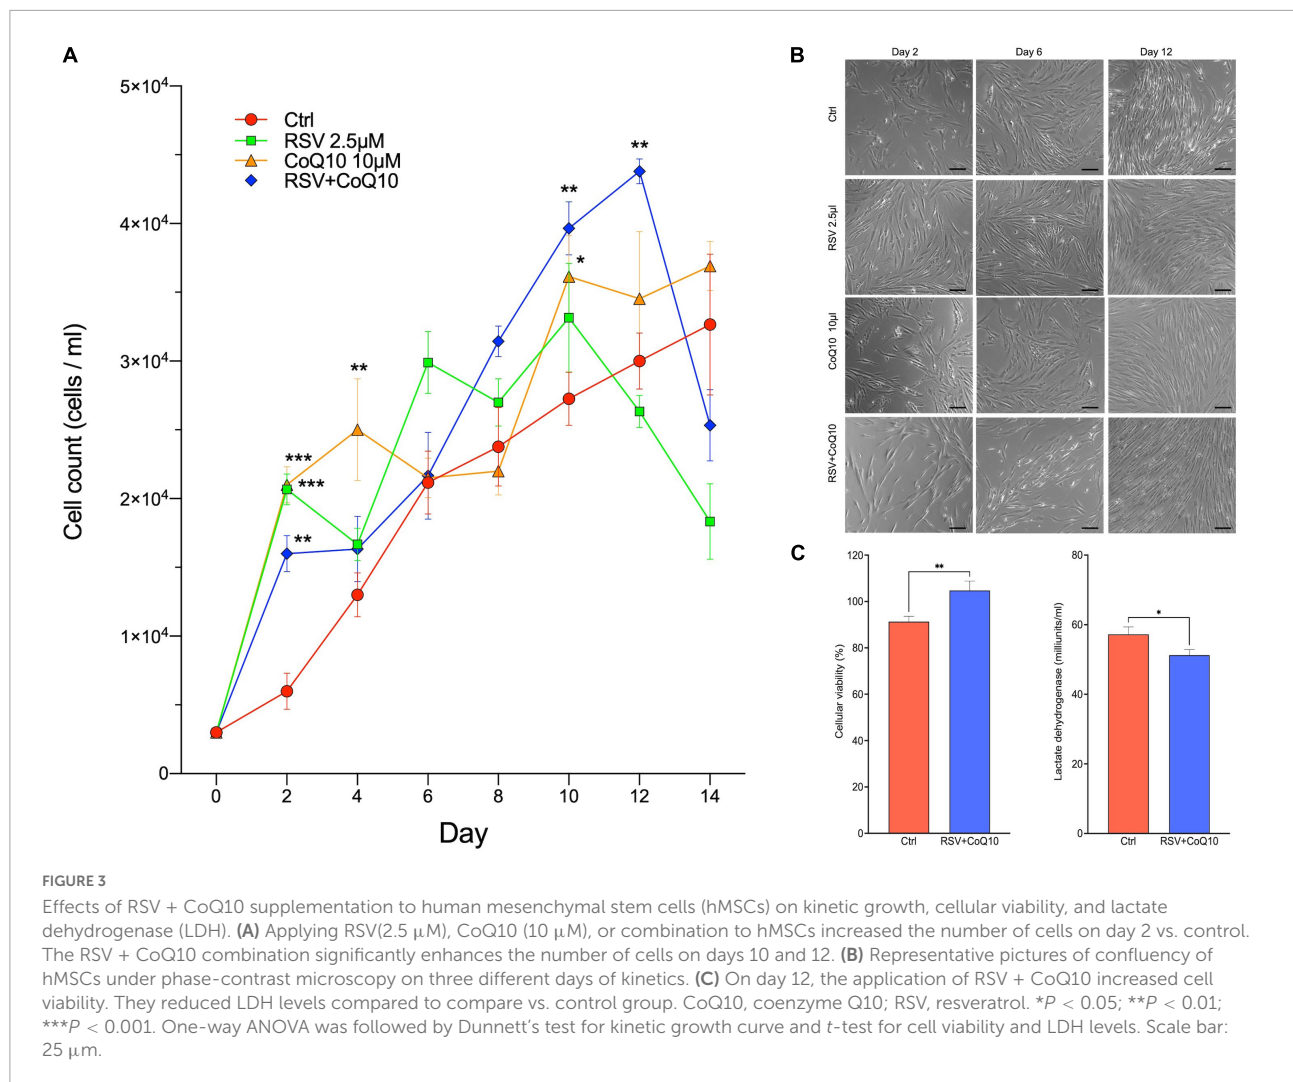 A
5×10⁴
4×10⁴
3×10⁴
2×10⁴
1×10⁴
0
Cell count (cells / ml)
Ctrl
RSV 2.5µM
CoQ10 10µM
RSV+CoQ10
***
***
**
**
**
*
**
0 2 4 6 8 10 12 14
Day
B
Day 2 Day 6 Day 12
Ctrl
RSV 2.5µl
CoQ10 10µl
RSV+CoQ10
C
120
100
80
60
40
20
0
Cellular viability (%)
**
Ctrl RSV+CoQ10
80
60
40
20
0
Lactate dehydrogenase (milliunits/ml)
*
Ctrl RSV+CoQ10
FIGURE 3
Effects of RSV + CoQ10 supplementation to human mesenchymal stem cells (hMSCs) on kinetic growth, cellular viability, and lactate
dehydrogenase (LDH). (A) Applying RSV(2.5 µM), CoQ10 (10 µM), or combination to hMSCs increased the number of cells on day 2 vs. control.
The RSV + CoQ10 combination significantly enhances the number of cells on days 10 and 12. (B) Representative pictures of confluency of
hMSCs under phase-contrast microscopy on three different days of kinetics. (C) On day 12, the application of RSV + CoQ10 increased cell
viability. They reduced LDH levels compared to compare vs. control group. CoQ10, coenzyme Q10; RSV, resveratrol. *P < 0.05; **P < 0.01;
***P < 0.001. One-way ANOVA was followed by Dunnett’s test for kinetic growth curve and t-test for cell viability and LDH levels. Scale bar:
25 µm.